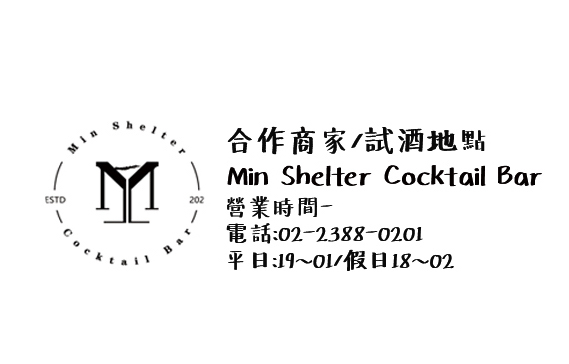 Min Shelter
ESTD
202
Cocktail Bar
合作商家/試酒地點
Min Shelter Cocktail Bar
營業時間-
電話:02-2388-0201
平日:19~01/假日18~02